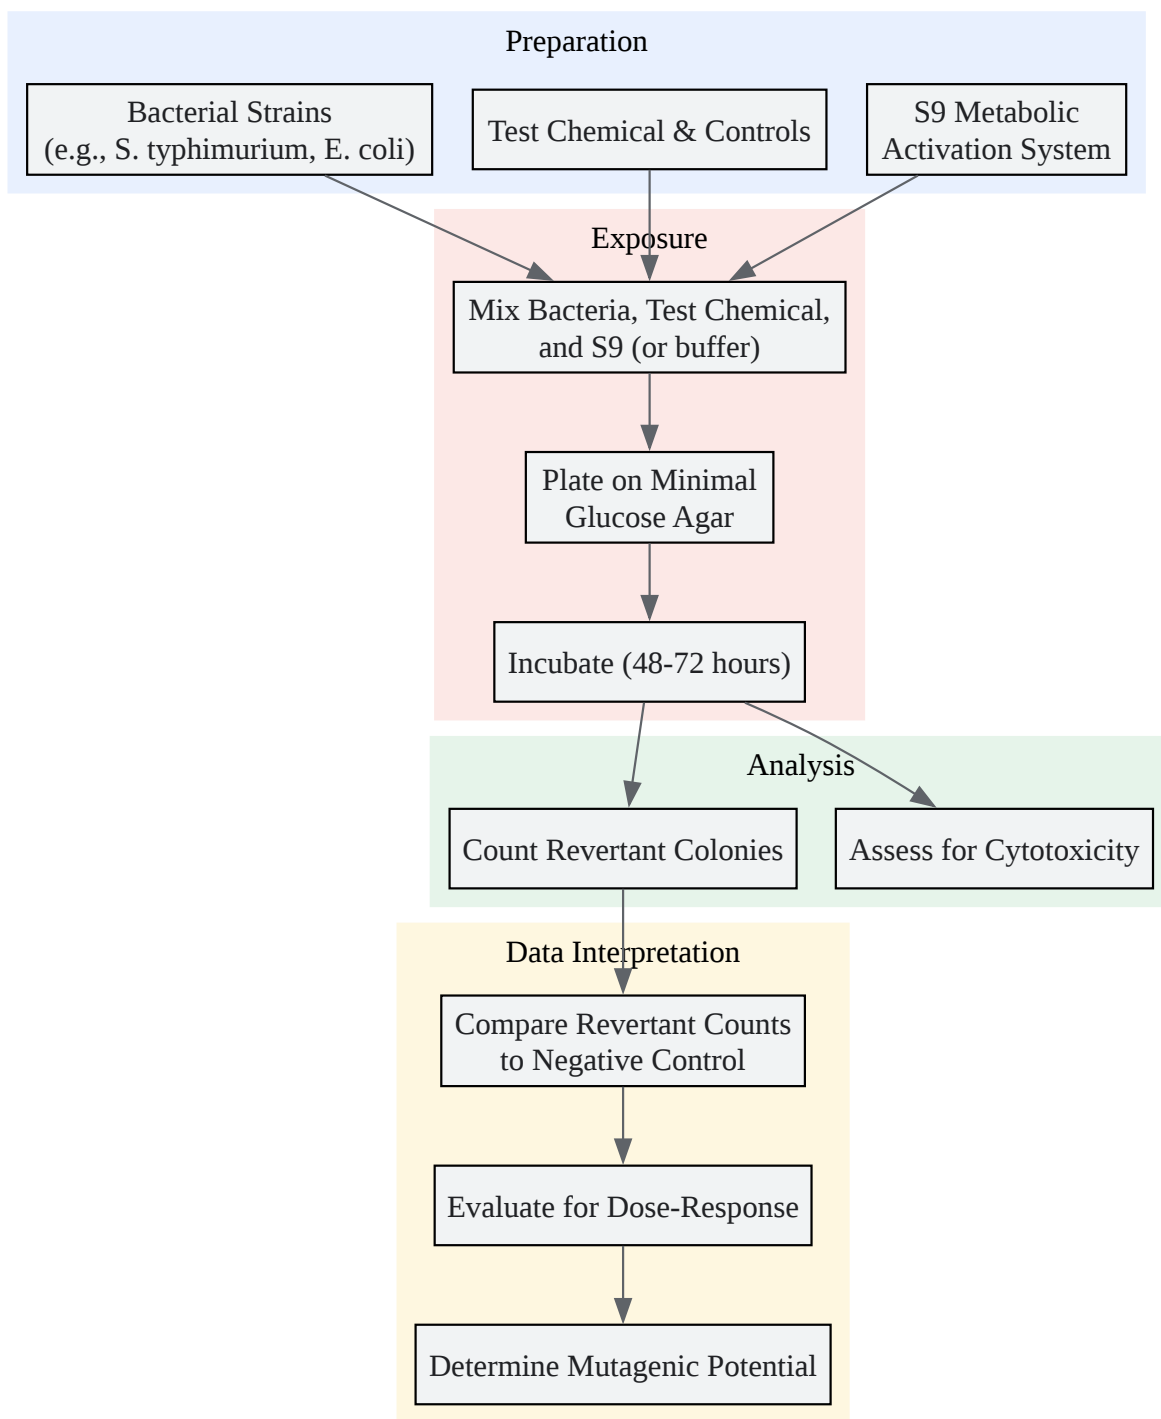 Preparation
Bacterial Strains
(e.g., S. typhimurium, E. coli)
Test Chemical & Controls
S9 Metabolic
Activation System
Exposure
Mix Bacteria, Test Chemical,
and S9 (or buffer)
Plate on Minimal
Glucose Agar
Incubate (48-72 hours)
Analysis
Count Revertant Colonies
Assess for Cytotoxicity
Data Interpretation
Compare Revertant Counts
to Negative Control
Evaluate for Dose-Response
Determine Mutagenic Potential